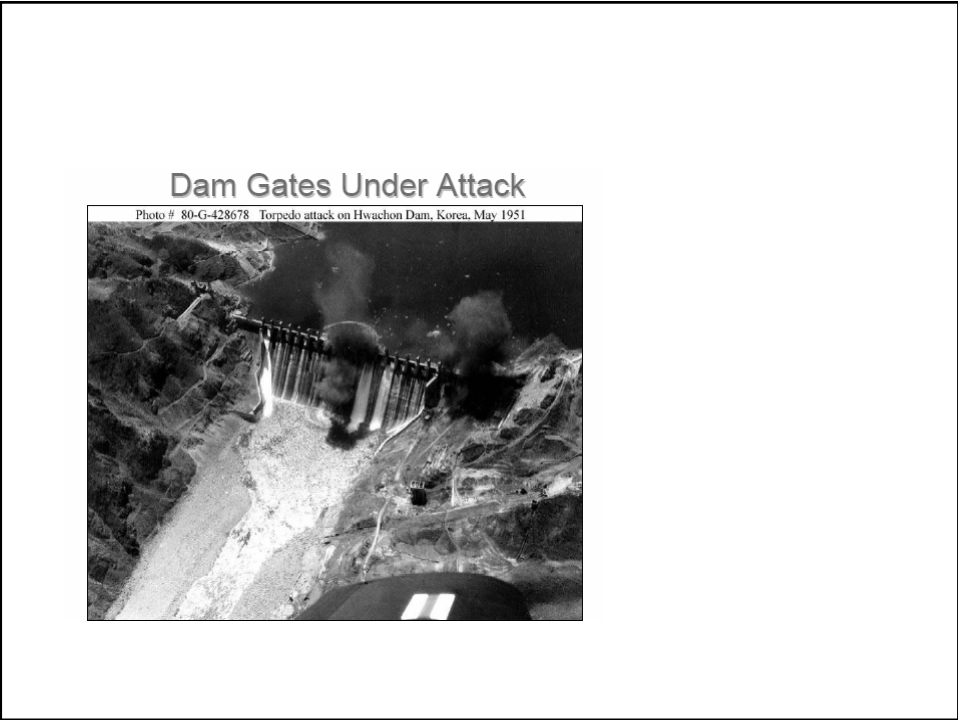 Dam Gates Under Attack
Photo # 80-G-428678 Torpedo attack on Hwachon Dam, Korea, May 1951